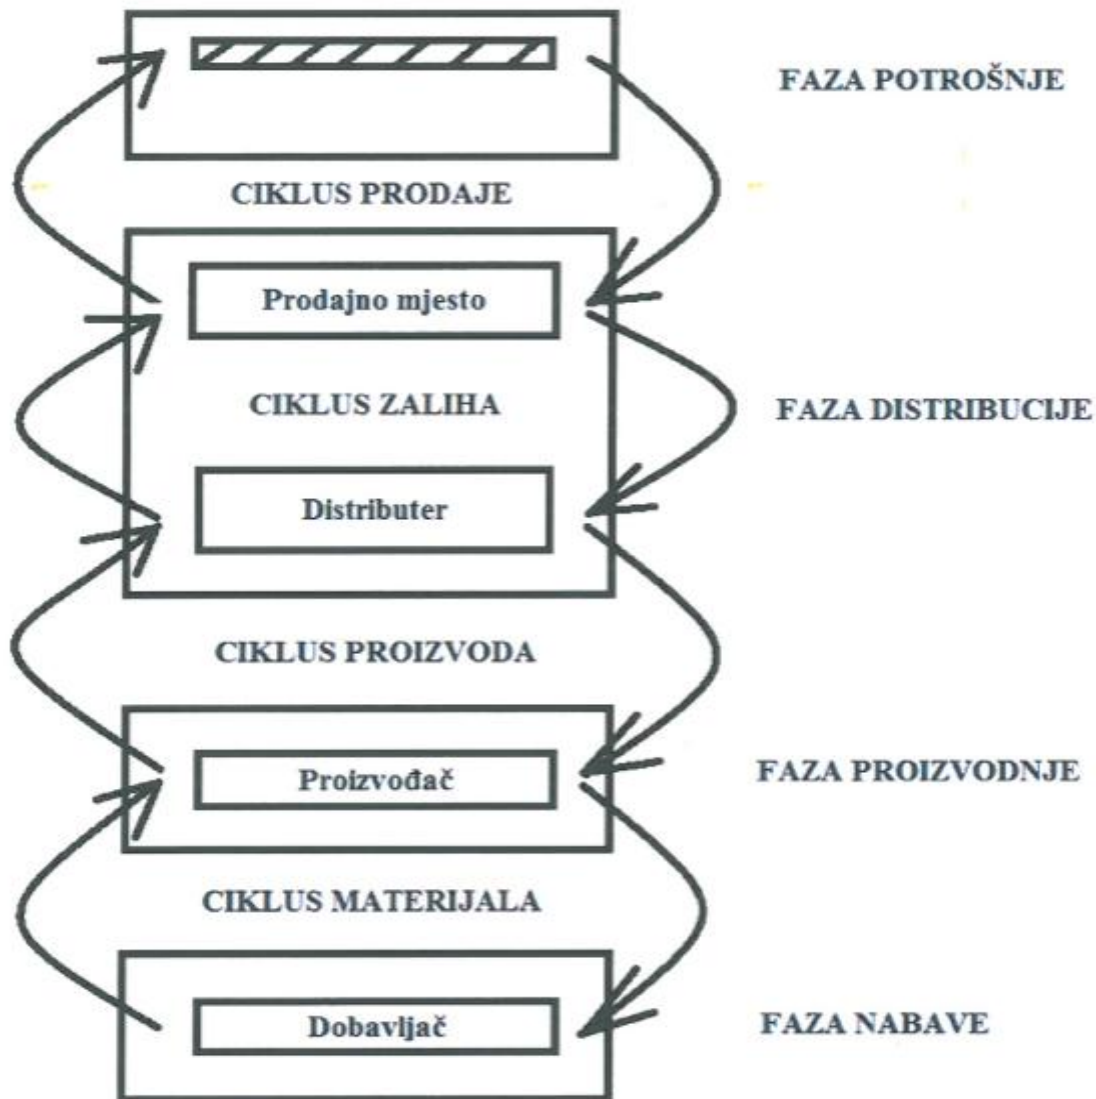 FAZA POTROŠNJE
CIKLUS PRODAJE
Prodajno mjesto
CIKLUS ZALIHA
FAZA DISTRIBUCIJE
Distributer
CIKLUS PROIZVODA
Proizvođač
FAZA PROIZVODNJE
CIKLUS MATERIJALA
Dobavljač
FAZA NABAVE